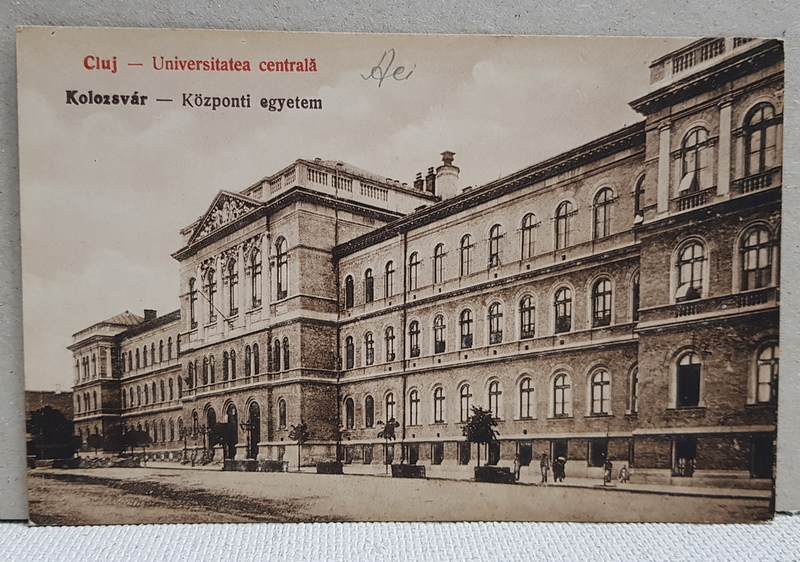 Cluj — Universitatea centrală
Kolozsvár — Központi egyetem